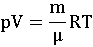 pV = m/μ RT